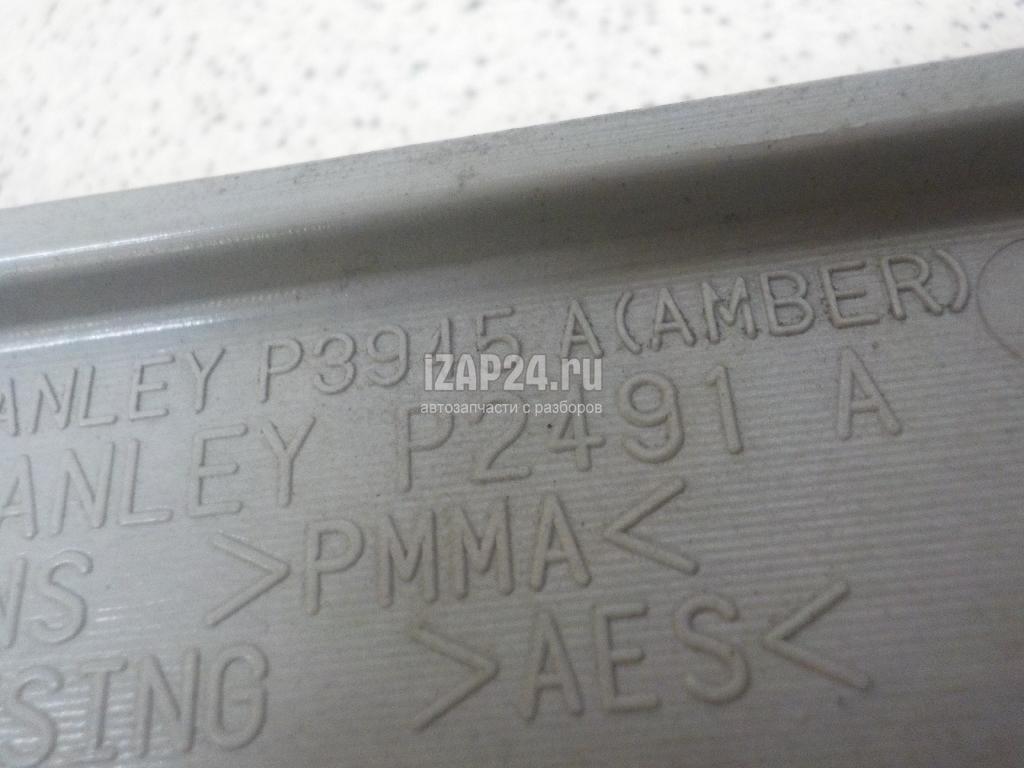 ANLEY P3915 A (AMBER)
iZAP24.ru
автозапчасти с разборов
ANLEY P2491 A
NS >PMMA<
SING >AES<